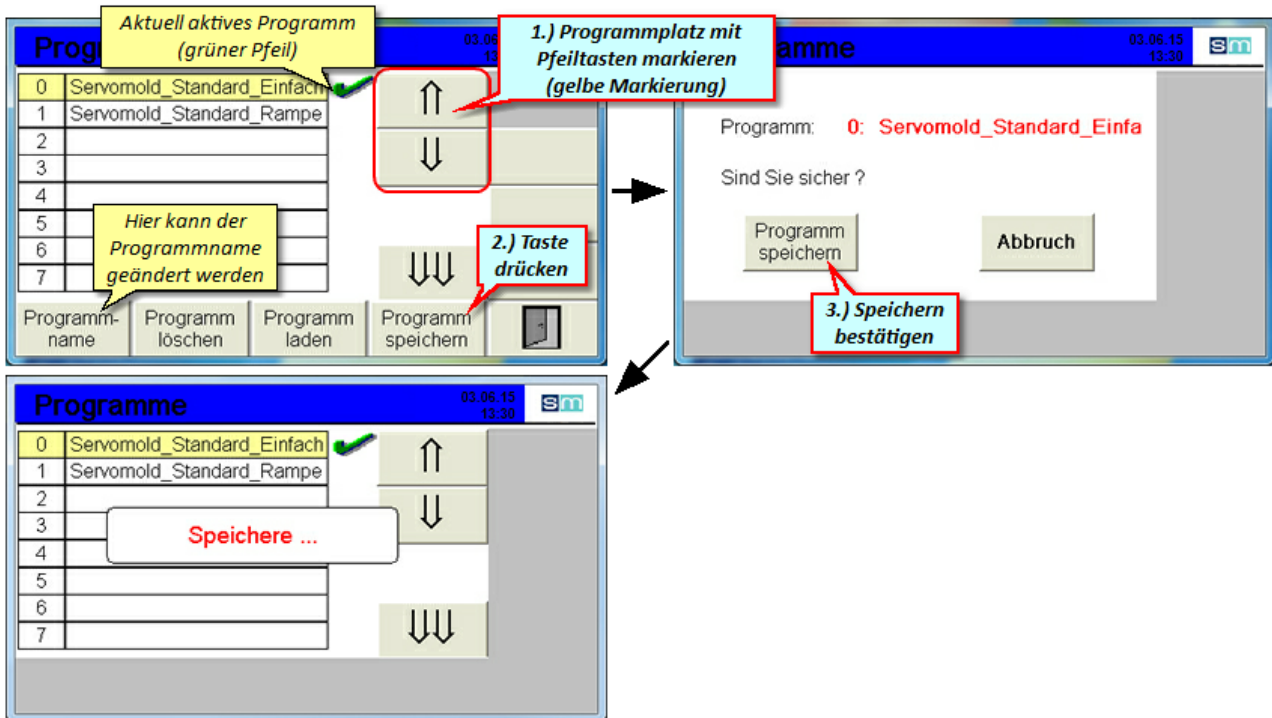 Aktuell aktives Programm
(grüner Pfeil)
1.) Programmplatz mit
Pfeiltasten markieren
(gelbe Markierung)
Prog
03.06
13
0 Servomold_Standard_Einfach
1 Servomold_Standard_Rampe
2
3
4
5
6
7
⇑
⇓
⇓⇓
Hier kann der
Programmname
geändert werden
2.) Taste
drücken
Programm-
name
Programm
löschen
Programm
laden
Programm
speichern
amme
03.06.15
13:30
sm
Programm: 0: Servomold_Standard_Einfa
Sind Sie sicher ?
Programm
speichern
Abbruch
3.) Speichern
bestätigen
Programme
03.06.15
13:30
sm
0 Servomold_Standard_Einfach
1 Servomold_Standard_Rampe
2
3
4
5
6
7
⇑
⇓
⇓⇓
Speichere ...